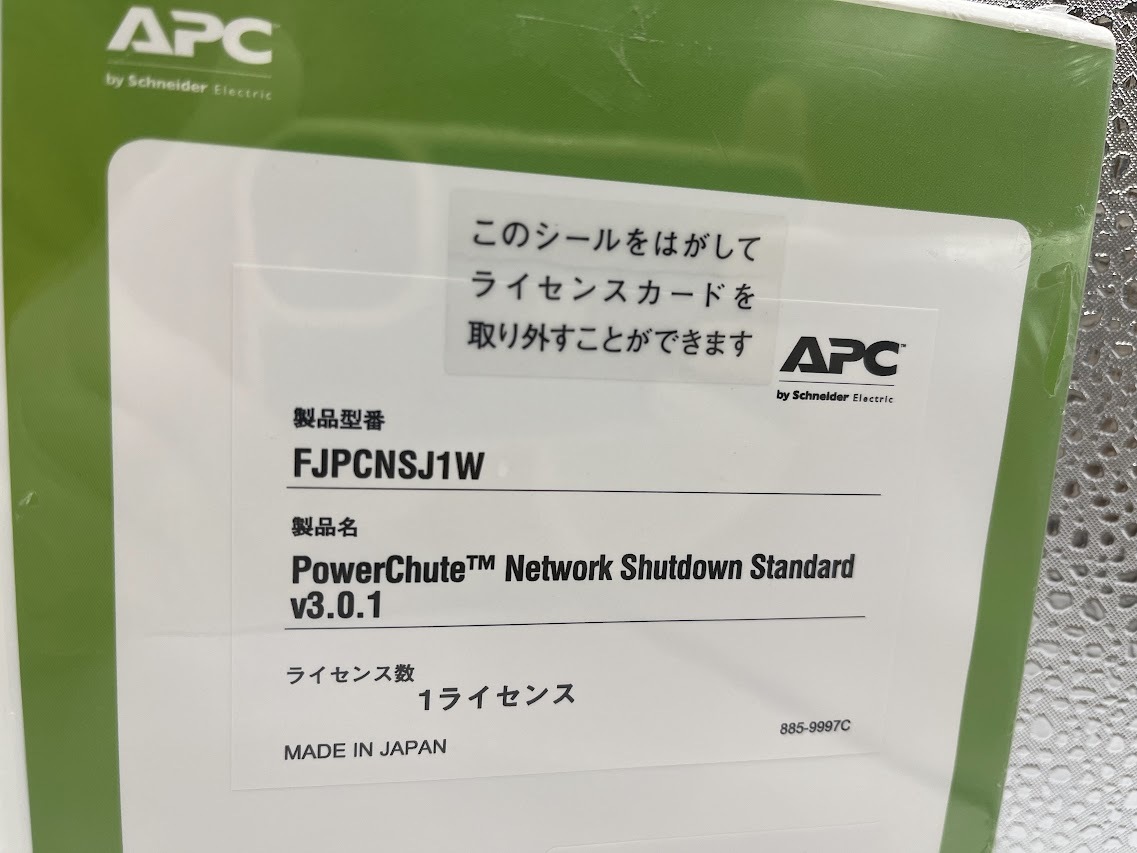 APC
by Schneider Electric
このシールをはがして
ライセンスカードを
取り外すことができます
APC™
by Schneider Electric
製品型番
FJPCNSJ1W
製品名
PowerChute™ Network Shutdown Standard
v3.0.1
ライセンス数
1ライセンス
885-9997C
MADE IN JAPAN